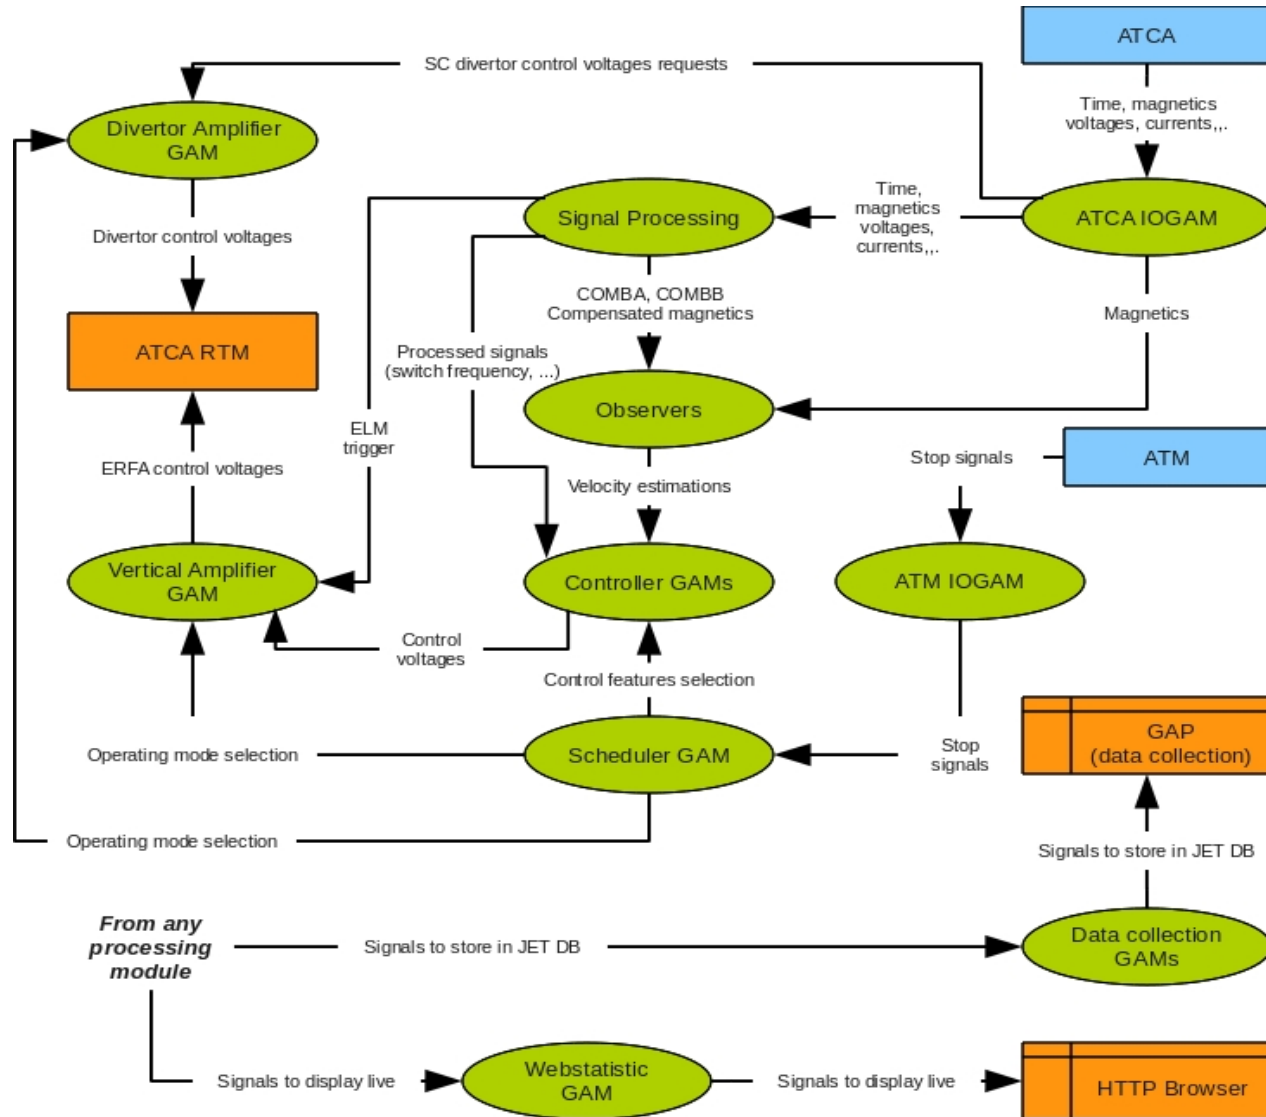 ATCA
SC divertor control voltages requests
Time, magnetics
voltages, currents,,.
Divertor Amplifier
GAM
Signal Processing
Time,
magnetics
voltages,
currents,,.
ATCA IOGAM
Divertor control voltages
COMBA, COMBB
Compensated magnetics
Magnetics
ATCA RTM
Processed signals
(switch frequency, ...)
Observers
ELM
trigger
ERFA control voltages
Stop signals
ATM
Velocity estimations
Vertical Amplifier
GAM
Controller GAMs
ATM IOGAM
Control
voltages
Control features selection
Operating mode selection
Scheduler GAM
Stop
signals
GAP
(data collection)
Operating mode selection
Signals to store in JET DB
From any
processing
module
Signals to store in JET DB
Data collection
GAMs
Signals to display live
Webstatistic
GAM
Signals to display live
HTTP Browser